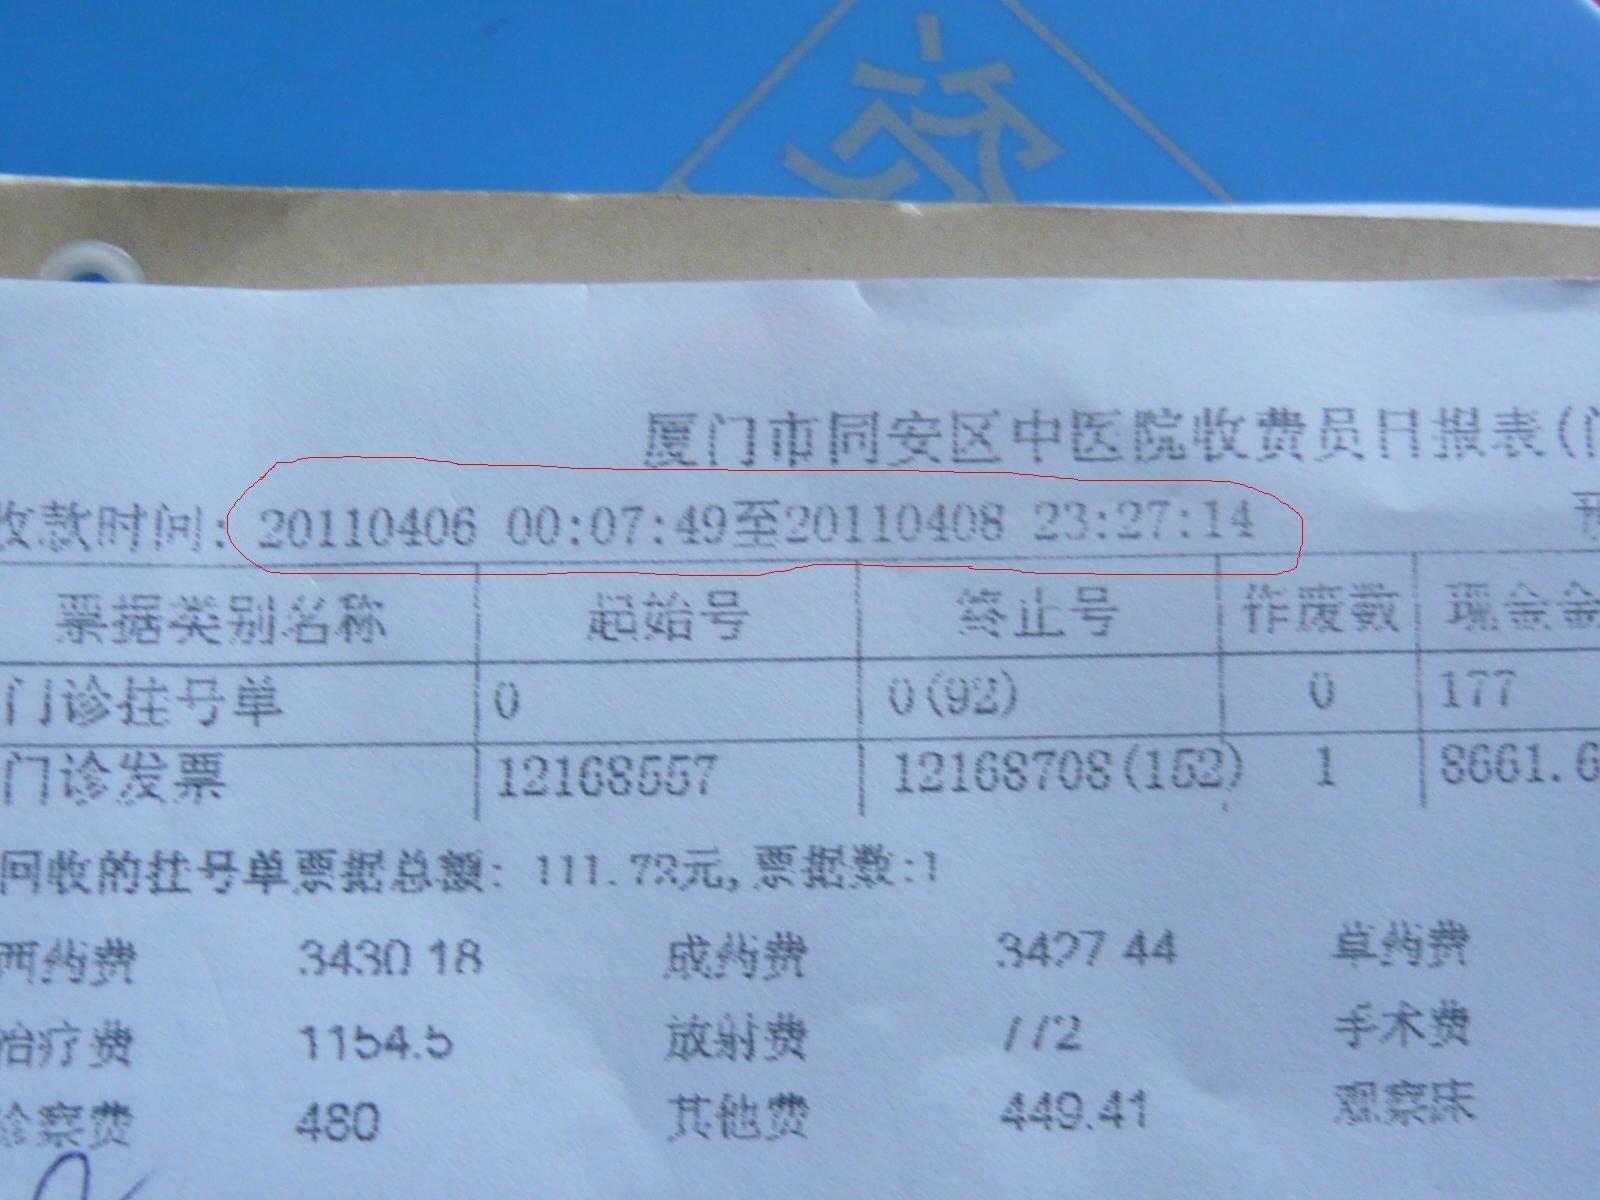 厦门市同安区中医院收费员日报表(门
收款时间: 20110406 00:07:49至20110408 23:27:14
票据类别名称 起始号 终止号 作废数 现金金
门诊挂号单 0 0(92) 0 177
门诊发票 12168557 12168708(152) 1 8661.6
回收的挂号单票据总额: 111.72元,票据数:1
西药费 3430.18 成药费 3427.44 草药费
治疗费 1154.5 放射费 772 手术费
诊察费 480 其他费 449.41 观察床